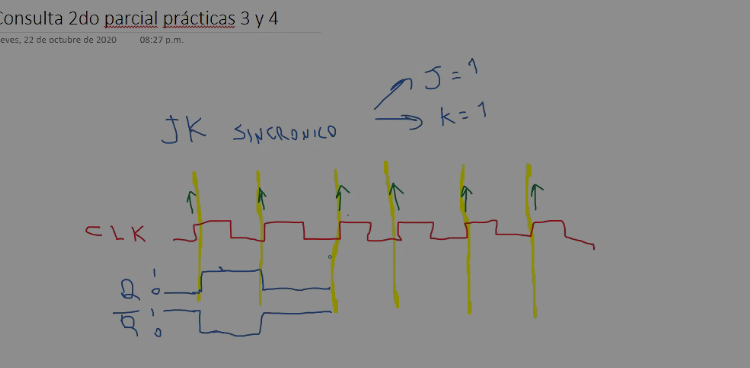 Consulta 2do parcial prácticas 3 y 4
eves, 22 de octubre de 2020 08:27 p.m.
J = 1
JK SINCRONICO
K = 1
CLK
1
Q 0
Q̅ 1
0